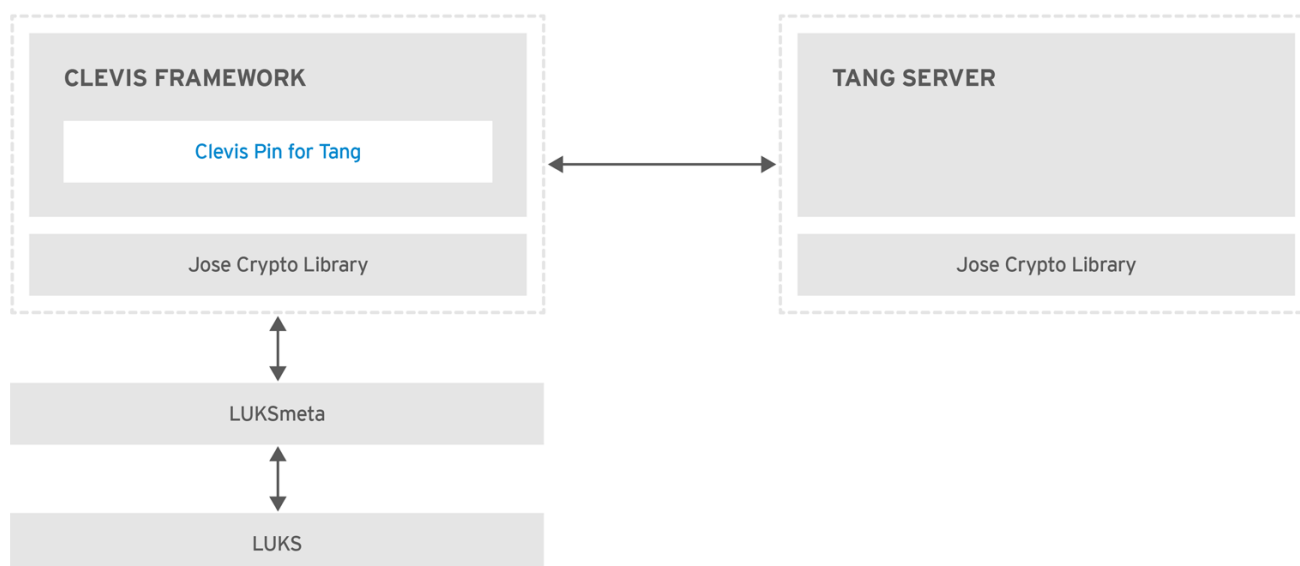 CLEVIS FRAMEWORK
Clevis Pin for Tang
Jose Crypto Library
TANG SERVER
Jose Crypto Library
LUKSmeta
LUKS